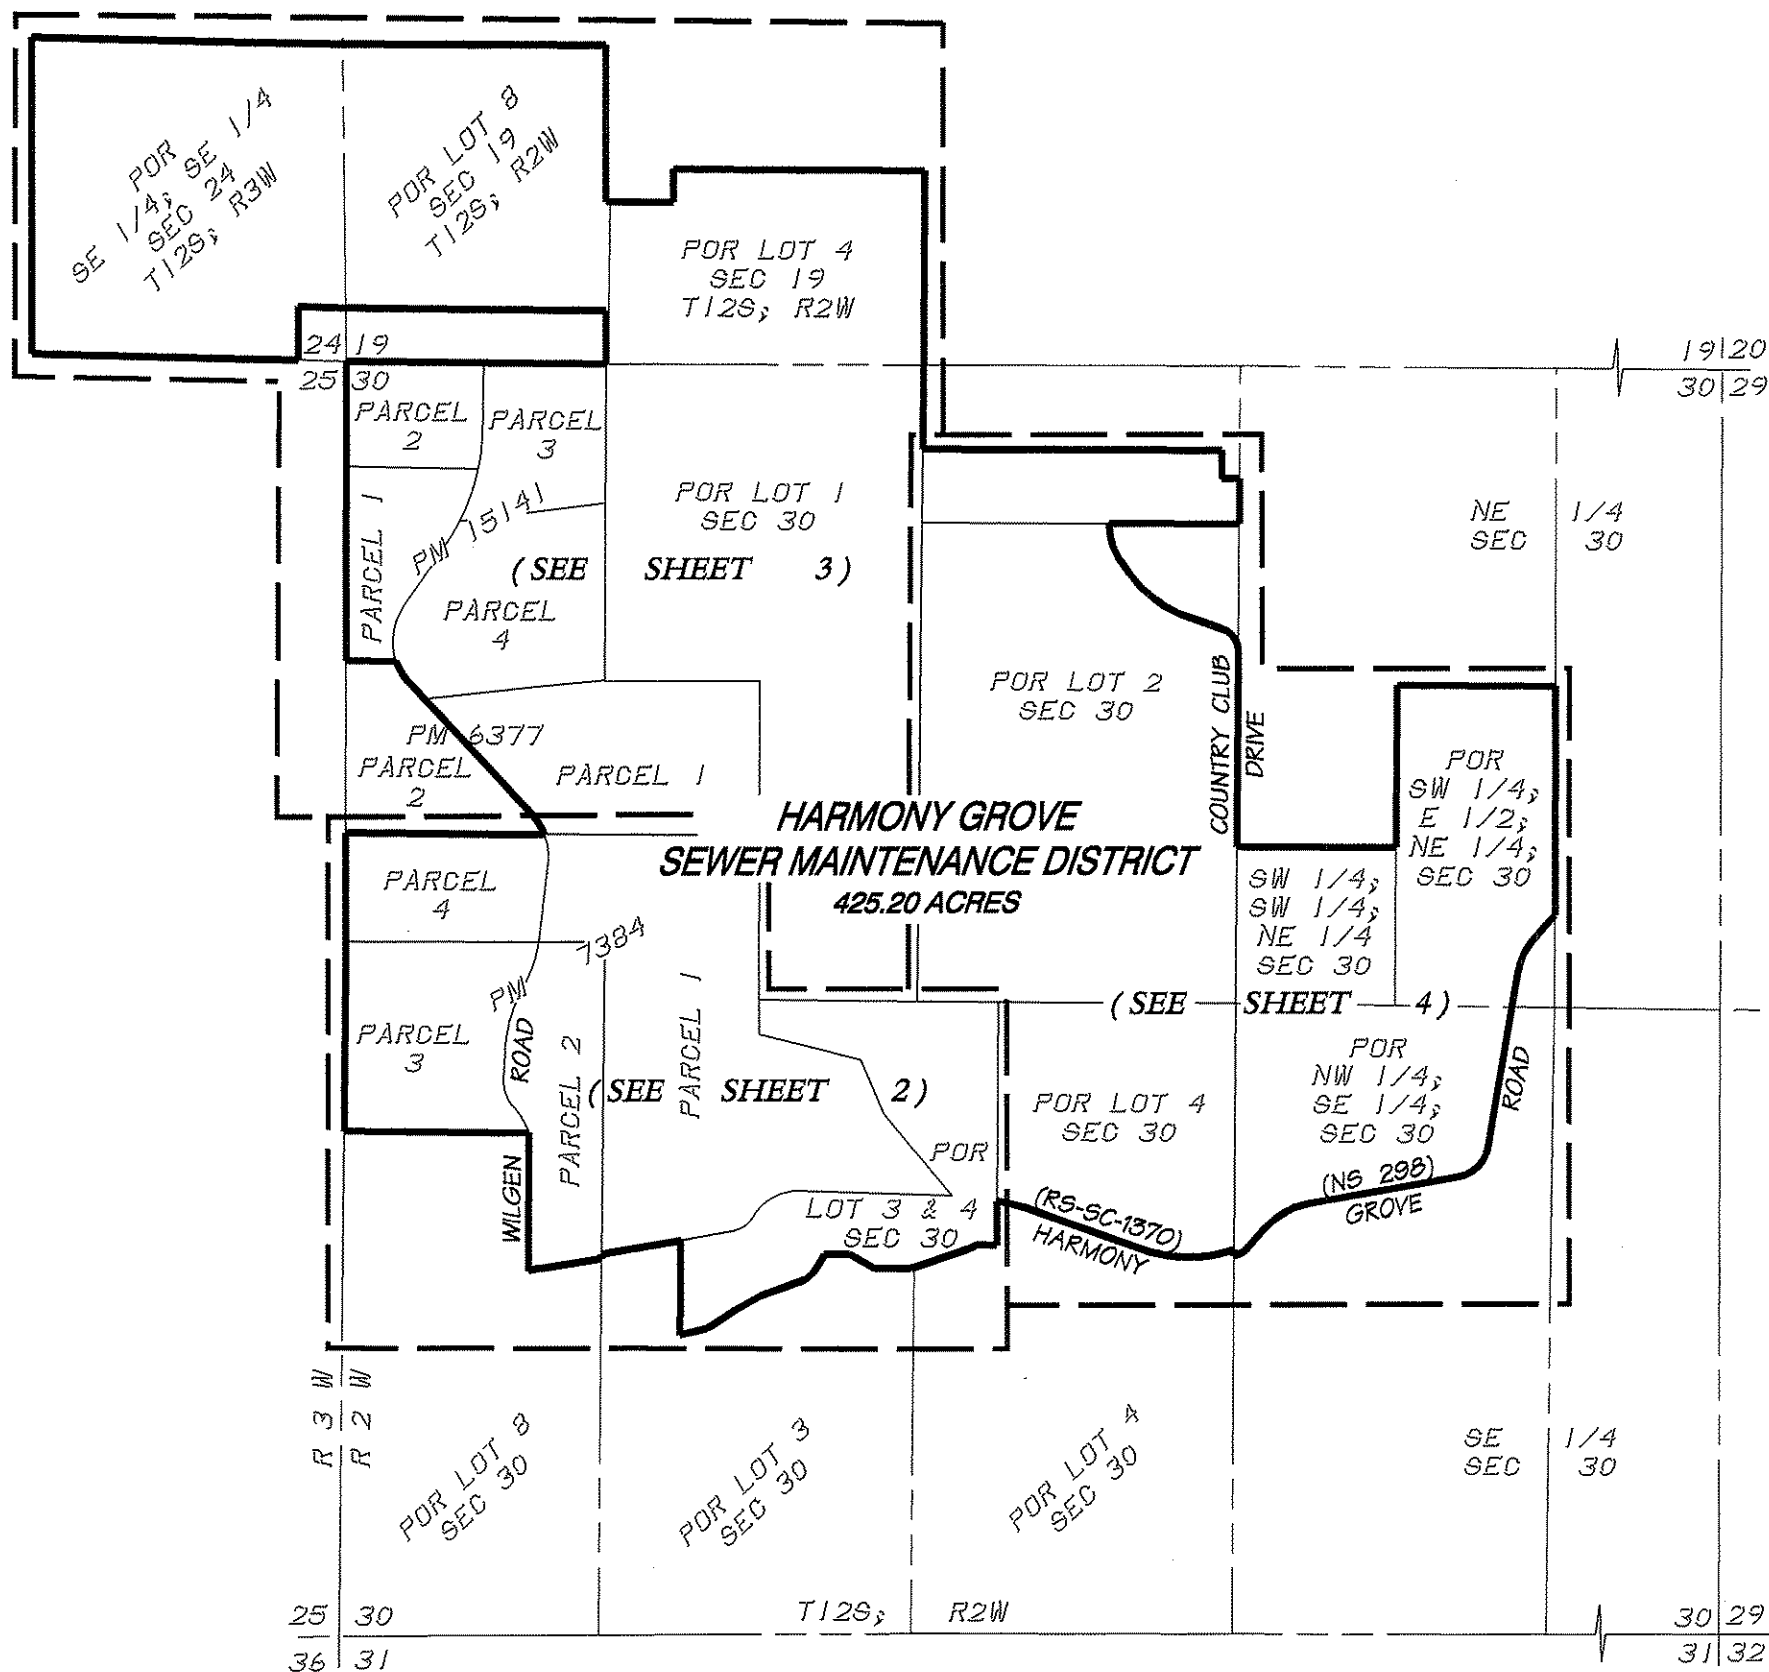 POR
SE 1/4; SE 1/4
SEC 24
T12S; R3W
POR LOT 8
SEC 19
T12S; R2W
POR LOT 4
SEC 19
T12S; R2W
24 19
25 30
19 20
30 29
PARCEL
2
PARCEL
3
PARCEL 1
PM 15141
PARCEL
4
POR LOT 1
SEC 30
(SEE SHEET 3)
NE 1/4
SEC 30
POR LOT 2
SEC 30
COUNTRY CLUB
DRIVE
PM 6377
PARCEL
2
PARCEL 1
POR
SW 1/4;
E 1/2;
NE 1/4;
SEC 30
HARMONY GROVE
SEWER MAINTENANCE DISTRICT
425.20 ACRES
SW 1/4;
SW 1/4;
NE 1/4
SEC 30
PARCEL
4
PM 7384
PARCEL
3
WILGEN ROAD
PARCEL 2
PARCEL 1
(SEE SHEET 2)
(SEE SHEET 4)
POR LOT 4
SEC 30
POR
NW 1/4;
SE 1/4;
SEC 30
POR
LOT 3 & 4
SEC 30
(RS-SC-1370)
(NS 298)
HARMONY GROVE ROAD
R 3 W
R 2 W
POR LOT 8
SEC 30
POR LOT 3
SEC 30
POR LOT 4
SEC 30
SE 1/4
SEC 30
T12S; R2W
25 30
36 31
30 29
31 32